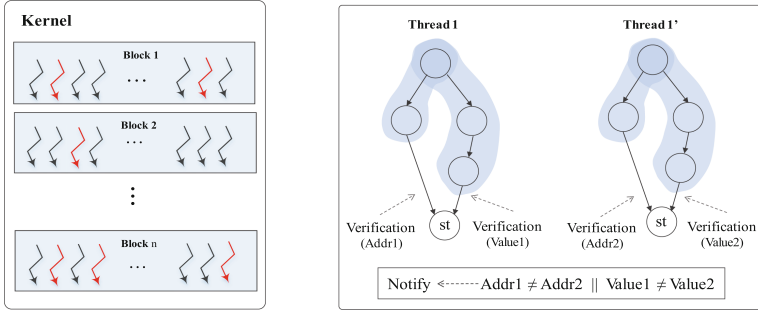 Kernel
Block 1
...
Block 2
...
⋮
Block n
...
Thread 1
Thread 1’
st
st
Verification
(Addr1)
Verification
(Value1)
Verification
(Addr2)
Verification
(Value2)
Notify Addr1 ≠ Addr2 || Value1 ≠ Value2